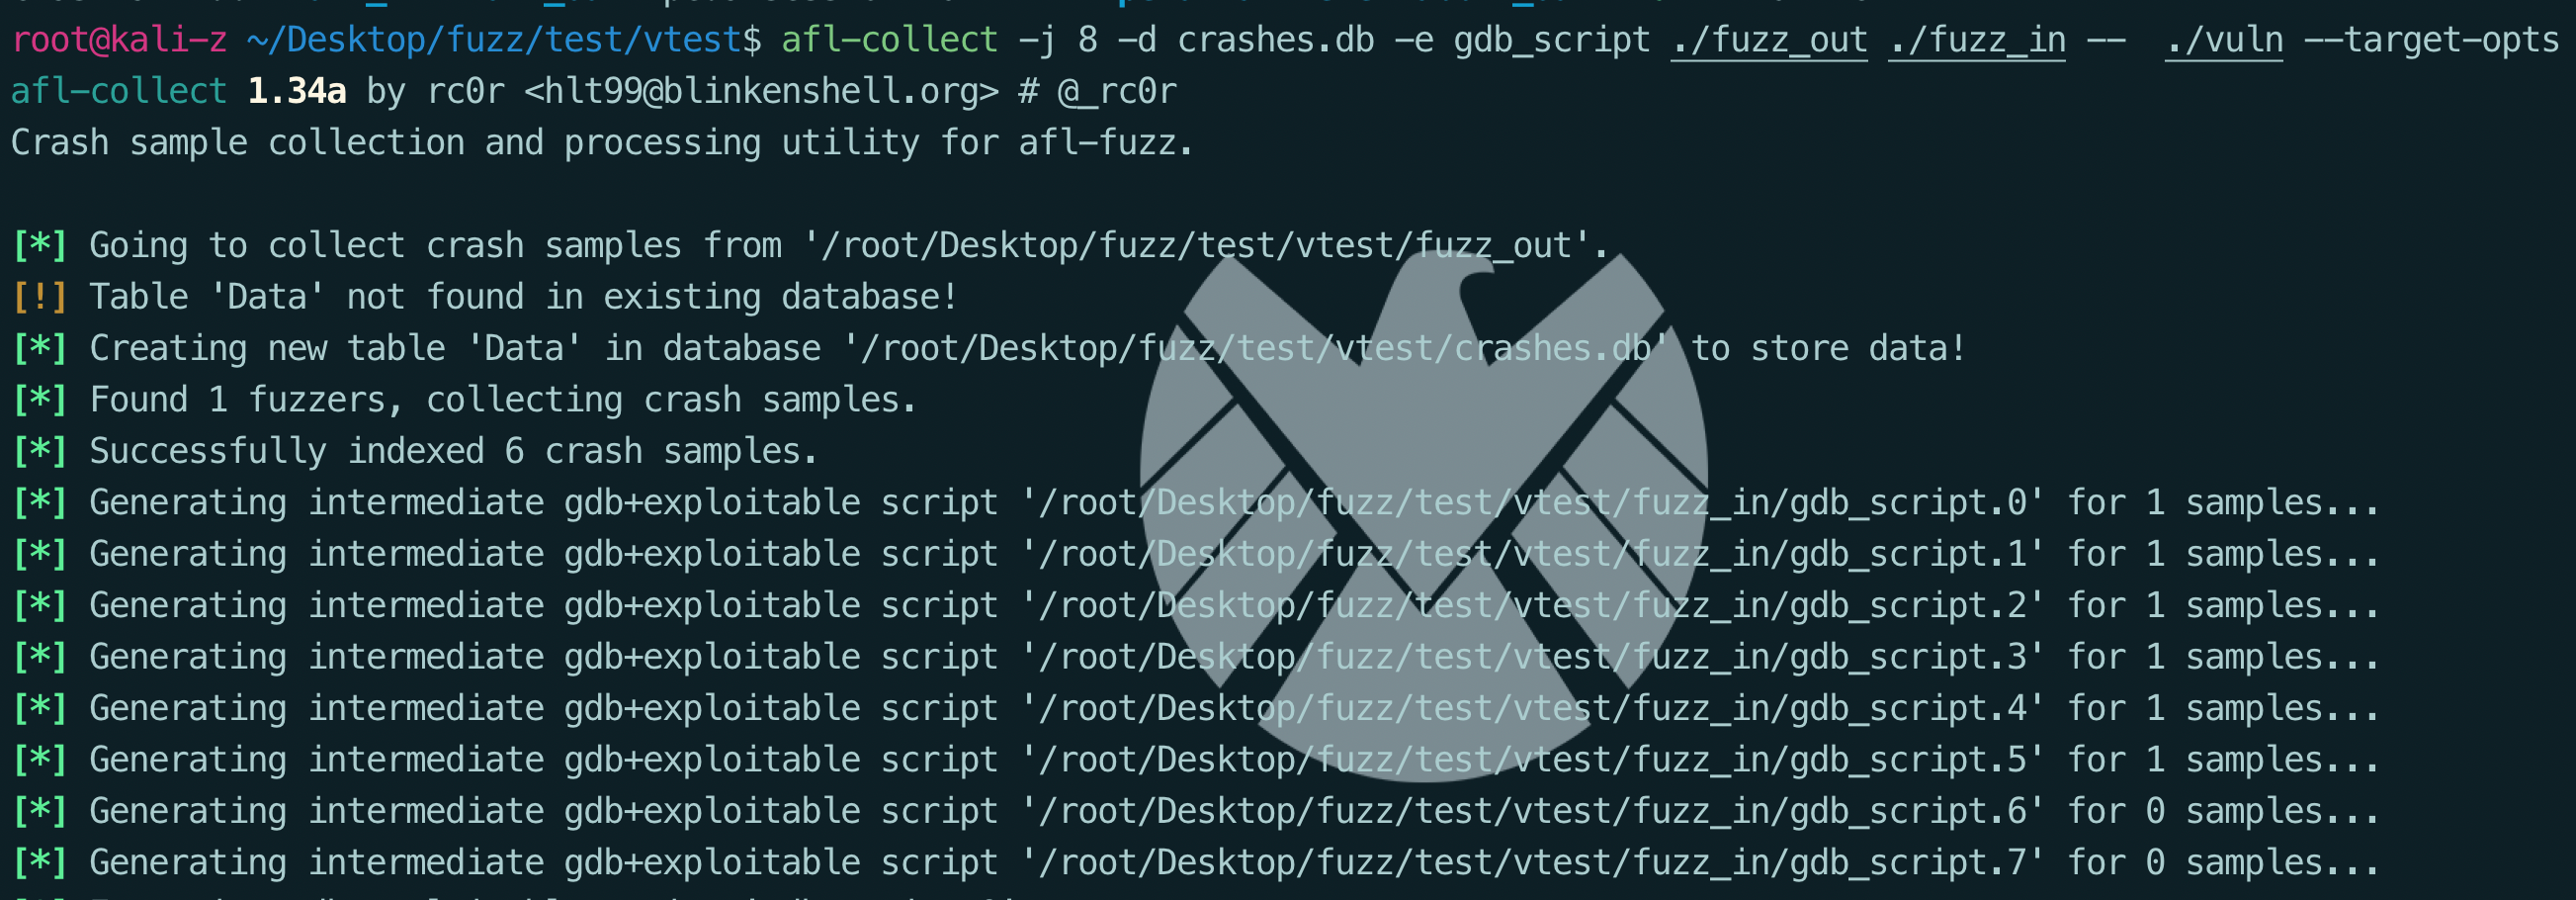 root@kali-z ~/Desktop/fuzz/test/vtest$ afl-collect -j 8 -d crashes.db -e gdb_script ./fuzz_out ./fuzz_in --  ./vuln --target-opts
afl-collect 1.34a by rc0r <hlt99@blinkenshell.org> # @_rc0r
Crash sample collection and processing utility for afl-fuzz.
[*] Going to collect crash samples from '/root/Desktop/fuzz/test/vtest/fuzz_out'.
[!] Table 'Data' not found in existing database!
[*] Creating new table 'Data' in database '/root/Desktop/fuzz/test/vtest/crashes.db' to store data!
[*] Found 1 fuzzers, collecting crash samples.
[*] Successfully indexed 6 crash samples.
[*] Generating intermediate gdb+exploitable script '/root/Desktop/fuzz/test/vtest/fuzz_in/gdb_script.0' for 1 samples...
[*] Generating intermediate gdb+exploitable script '/root/Desktop/fuzz/test/vtest/fuzz_in/gdb_script.1' for 1 samples...
[*] Generating intermediate gdb+exploitable script '/root/Desktop/fuzz/test/vtest/fuzz_in/gdb_script.2' for 1 samples...
[*] Generating intermediate gdb+exploitable script '/root/Desktop/fuzz/test/vtest/fuzz_in/gdb_script.3' for 1 samples...
[*] Generating intermediate gdb+exploitable script '/root/Desktop/fuzz/test/vtest/fuzz_in/gdb_script.4' for 1 samples...
[*] Generating intermediate gdb+exploitable script '/root/Desktop/fuzz/test/vtest/fuzz_in/gdb_script.5' for 1 samples...
[*] Generating intermediate gdb+exploitable script '/root/Desktop/fuzz/test/vtest/fuzz_in/gdb_script.6' for 0 samples...
[*] Generating intermediate gdb+exploitable script '/root/Desktop/fuzz/test/vtest/fuzz_in/gdb_script.7' for 0 samples...